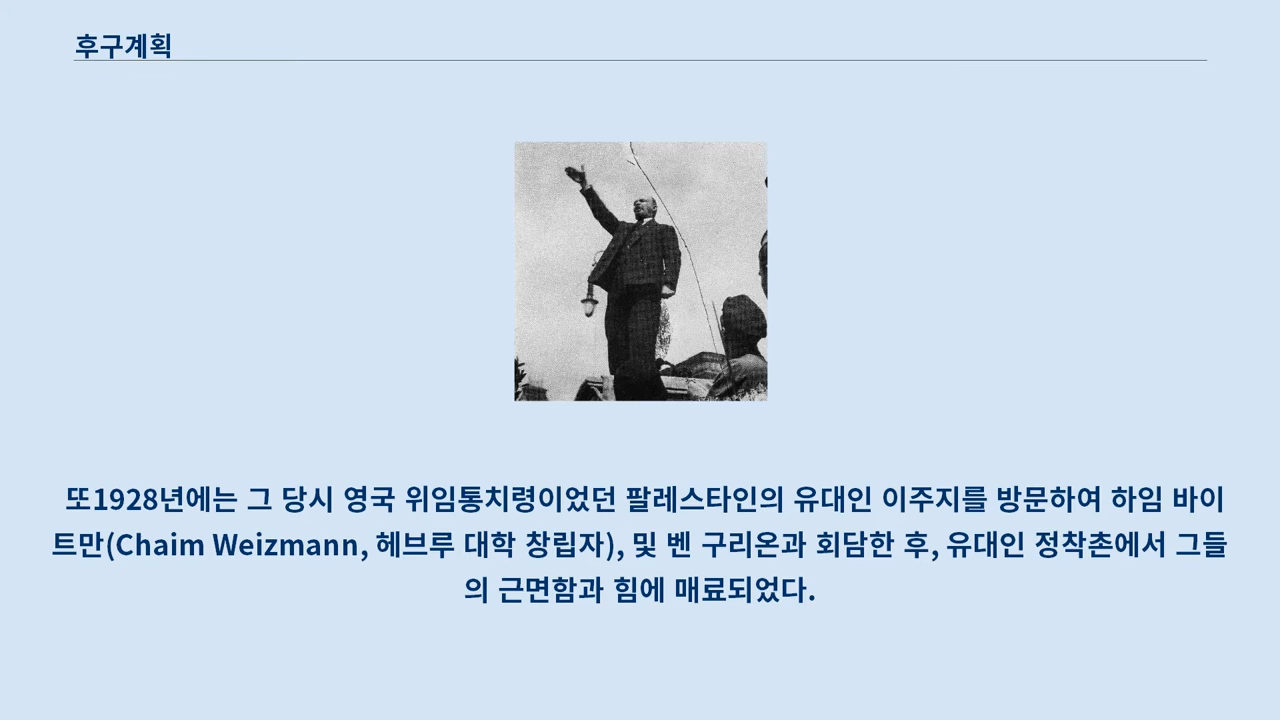 후구계획
또1928년에는 그 당시 영국 위임통치령이었던 팔레스타인의 유대인 이주지를 방문하여 하임 바이
트만(Chaim Weizmann, 헤브루 대학 창립자), 및 벤 구리온과 회담한 후, 유대인 정착촌에서 그들
의 근면함과 힘에 매료되었다.